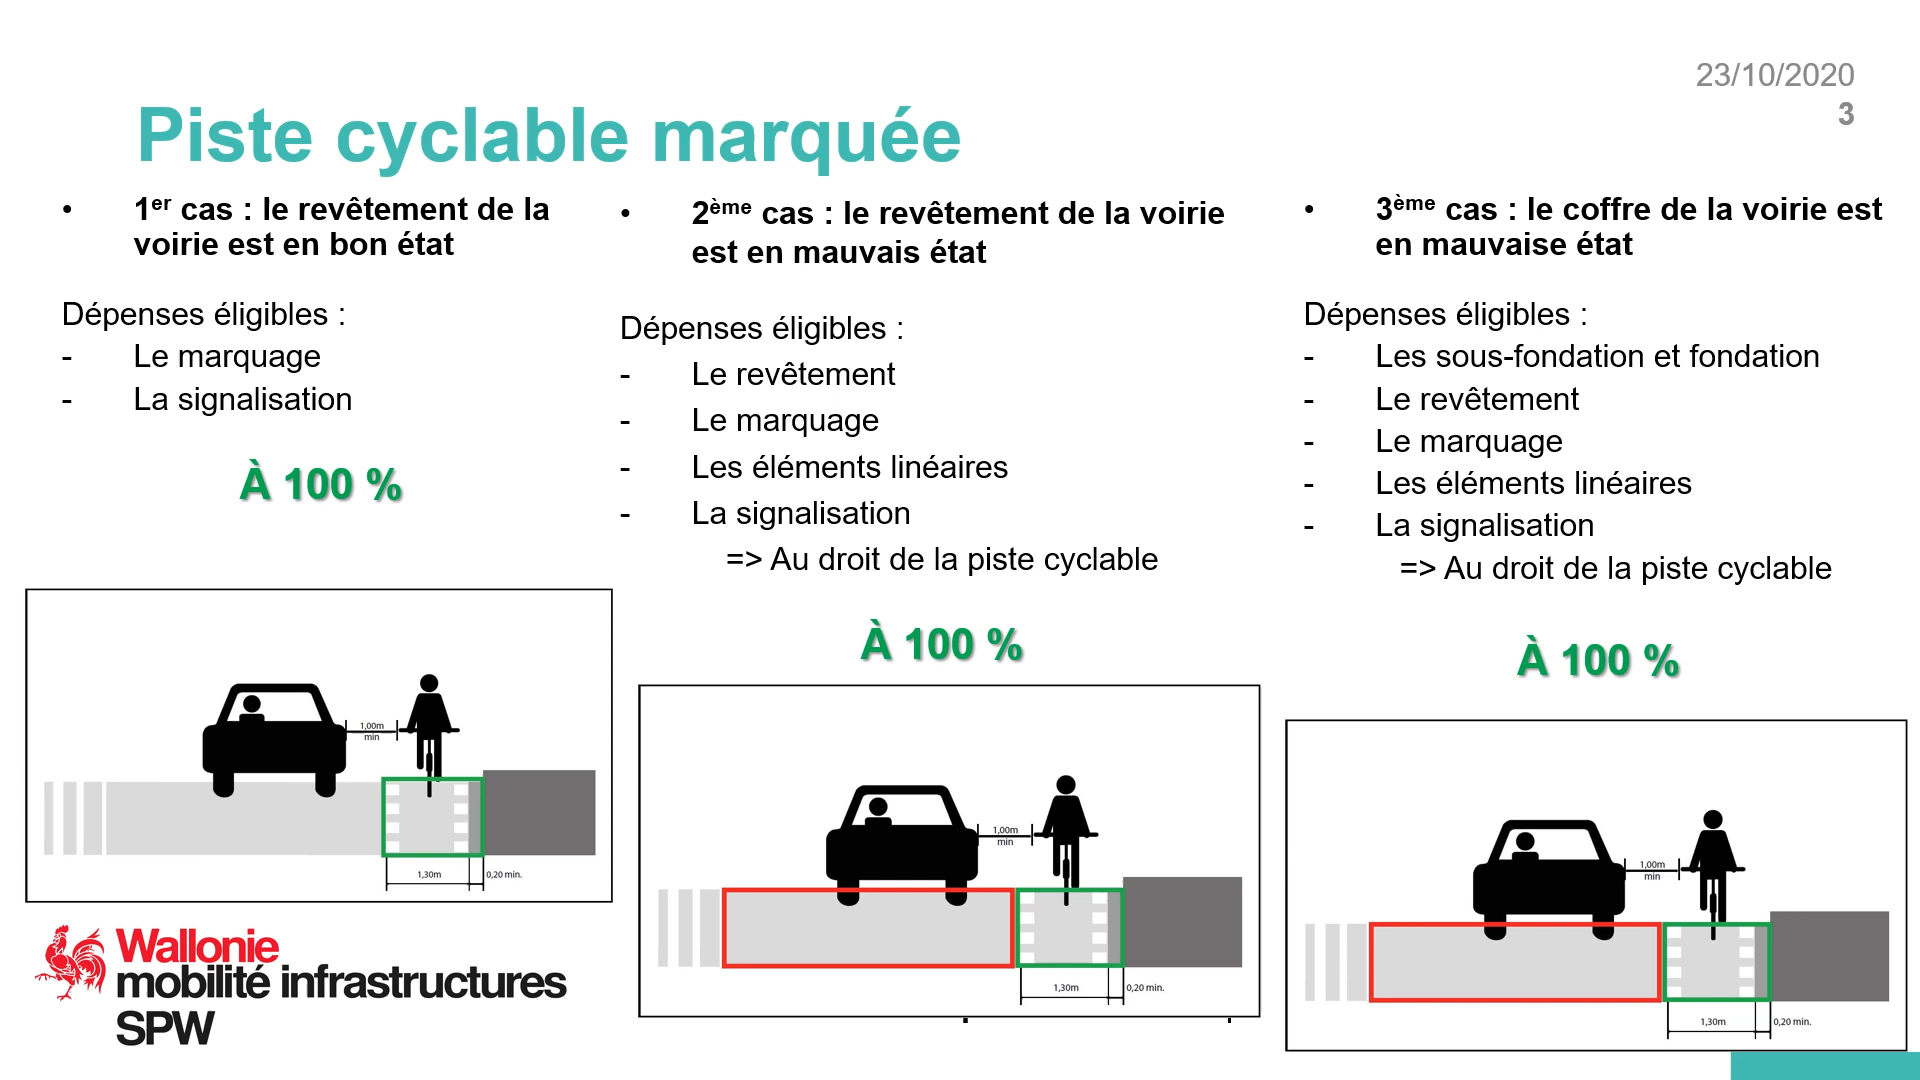 23/10/2020
3
Piste cyclable marquée
• 1er cas : le revêtement de la
voirie est en bon état
Dépenses éligibles :
- Le marquage
- La signalisation
À 100 %
1,00m
min
1,30m
0,20 min.
• 2ème cas : le revêtement de la voirie
est en mauvais état
Dépenses éligibles :
- Le revêtement
- Le marquage
- Les éléments linéaires
- La signalisation
=> Au droit de la piste cyclable
À 100 %
1,00m
min
1,30m
0,20 min.
• 3ème cas : le coffre de la voirie est
en mauvaise état
Dépenses éligibles :
- Les sous-fondation et fondation
- Le revêtement
- Le marquage
- Les éléments linéaires
- La signalisation
=> Au droit de la piste cyclable
À 100 %
1,00m
min
1,30m
0,20 min.
Wallonie
mobilité infrastructures
SPW